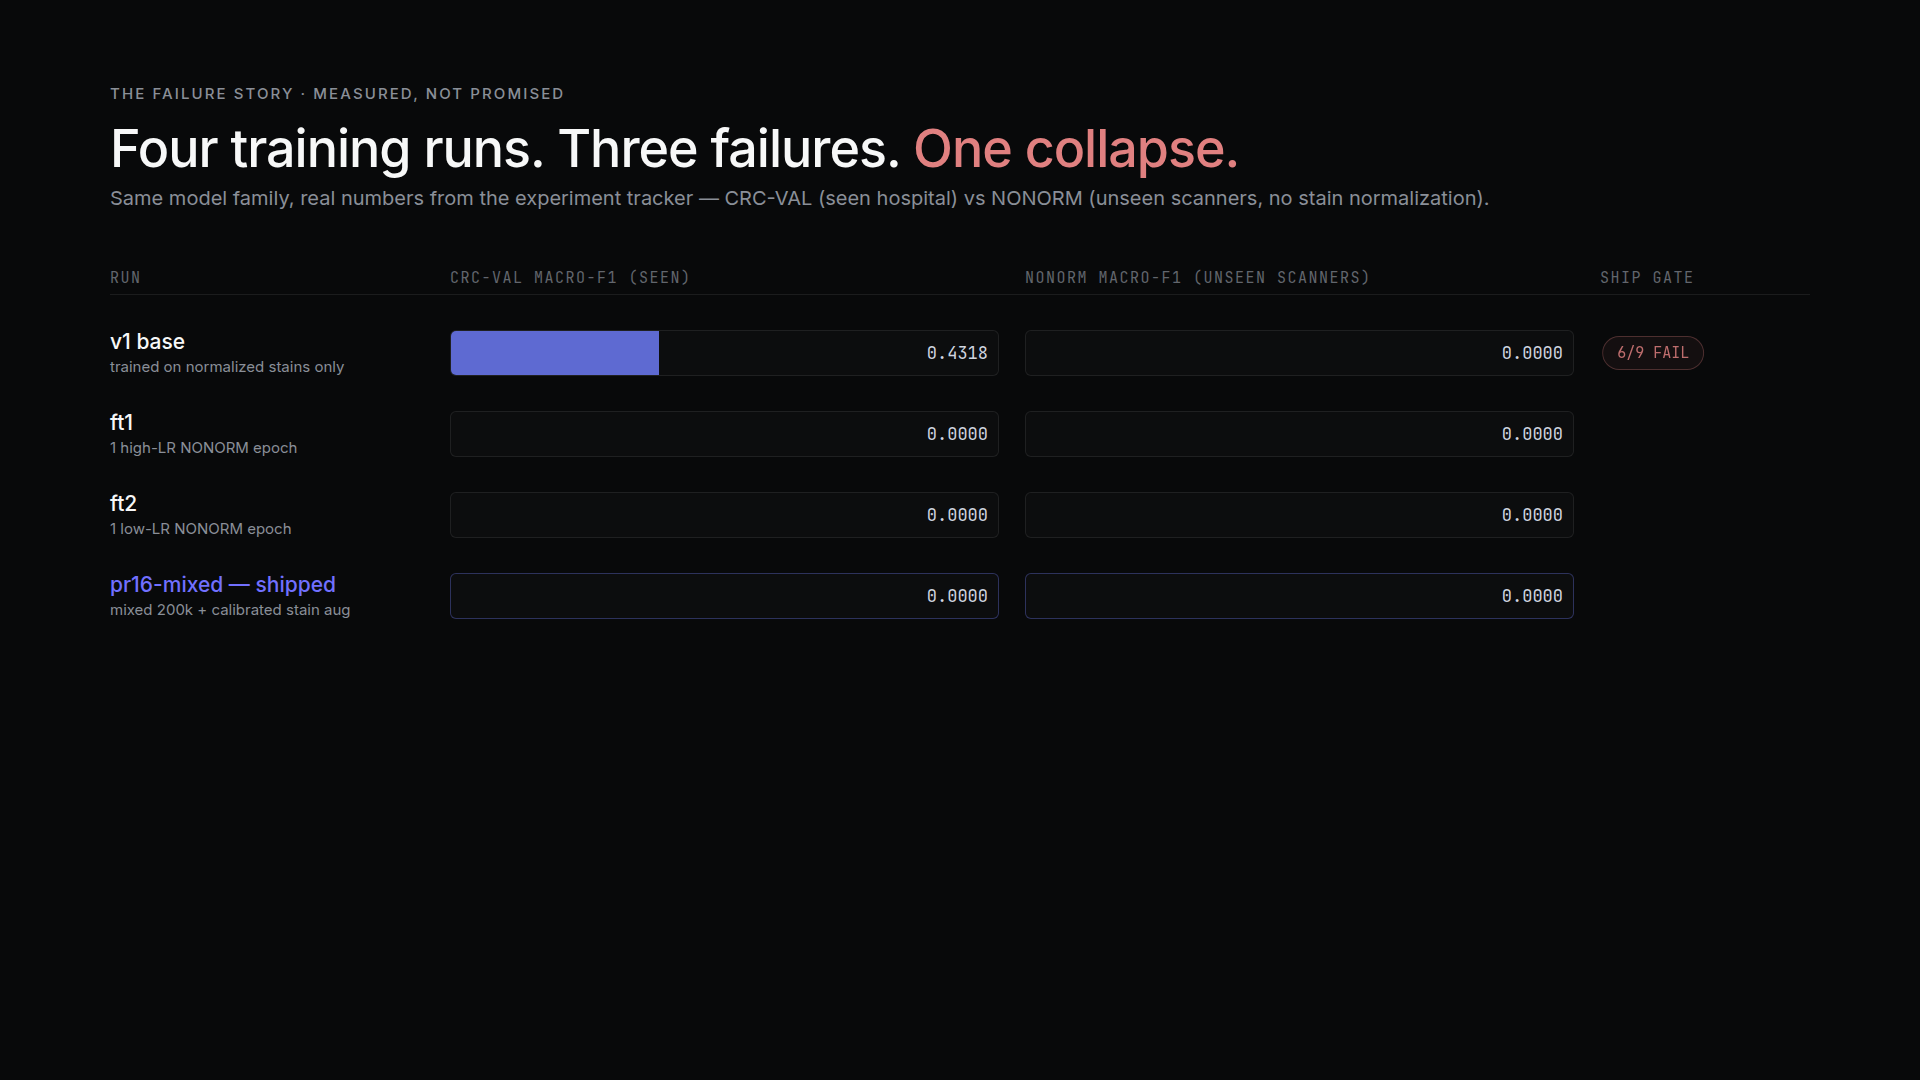 THE FAILURE STORY · MEASURED, NOT PROMISED
Four training runs. Three failures. One collapse.
Same model family, real numbers from the experiment tracker — CRC-VAL (seen hospital) vs NONORM (unseen scanners, no stain normalization).
RUN CRC-VAL MACRO-F1 (SEEN) NONORM MACRO-F1 (UNSEEN SCANNERS) SHIP GATE
v1 base
trained on normalized stains only
0.4318 0.0000 6/9 FAIL
ft1
1 high-LR NONORM epoch
0.0000 0.0000
ft2
1 low-LR NONORM epoch
0.0000 0.0000
pr16-mixed — shipped
mixed 200k + calibrated stain aug
0.0000 0.0000